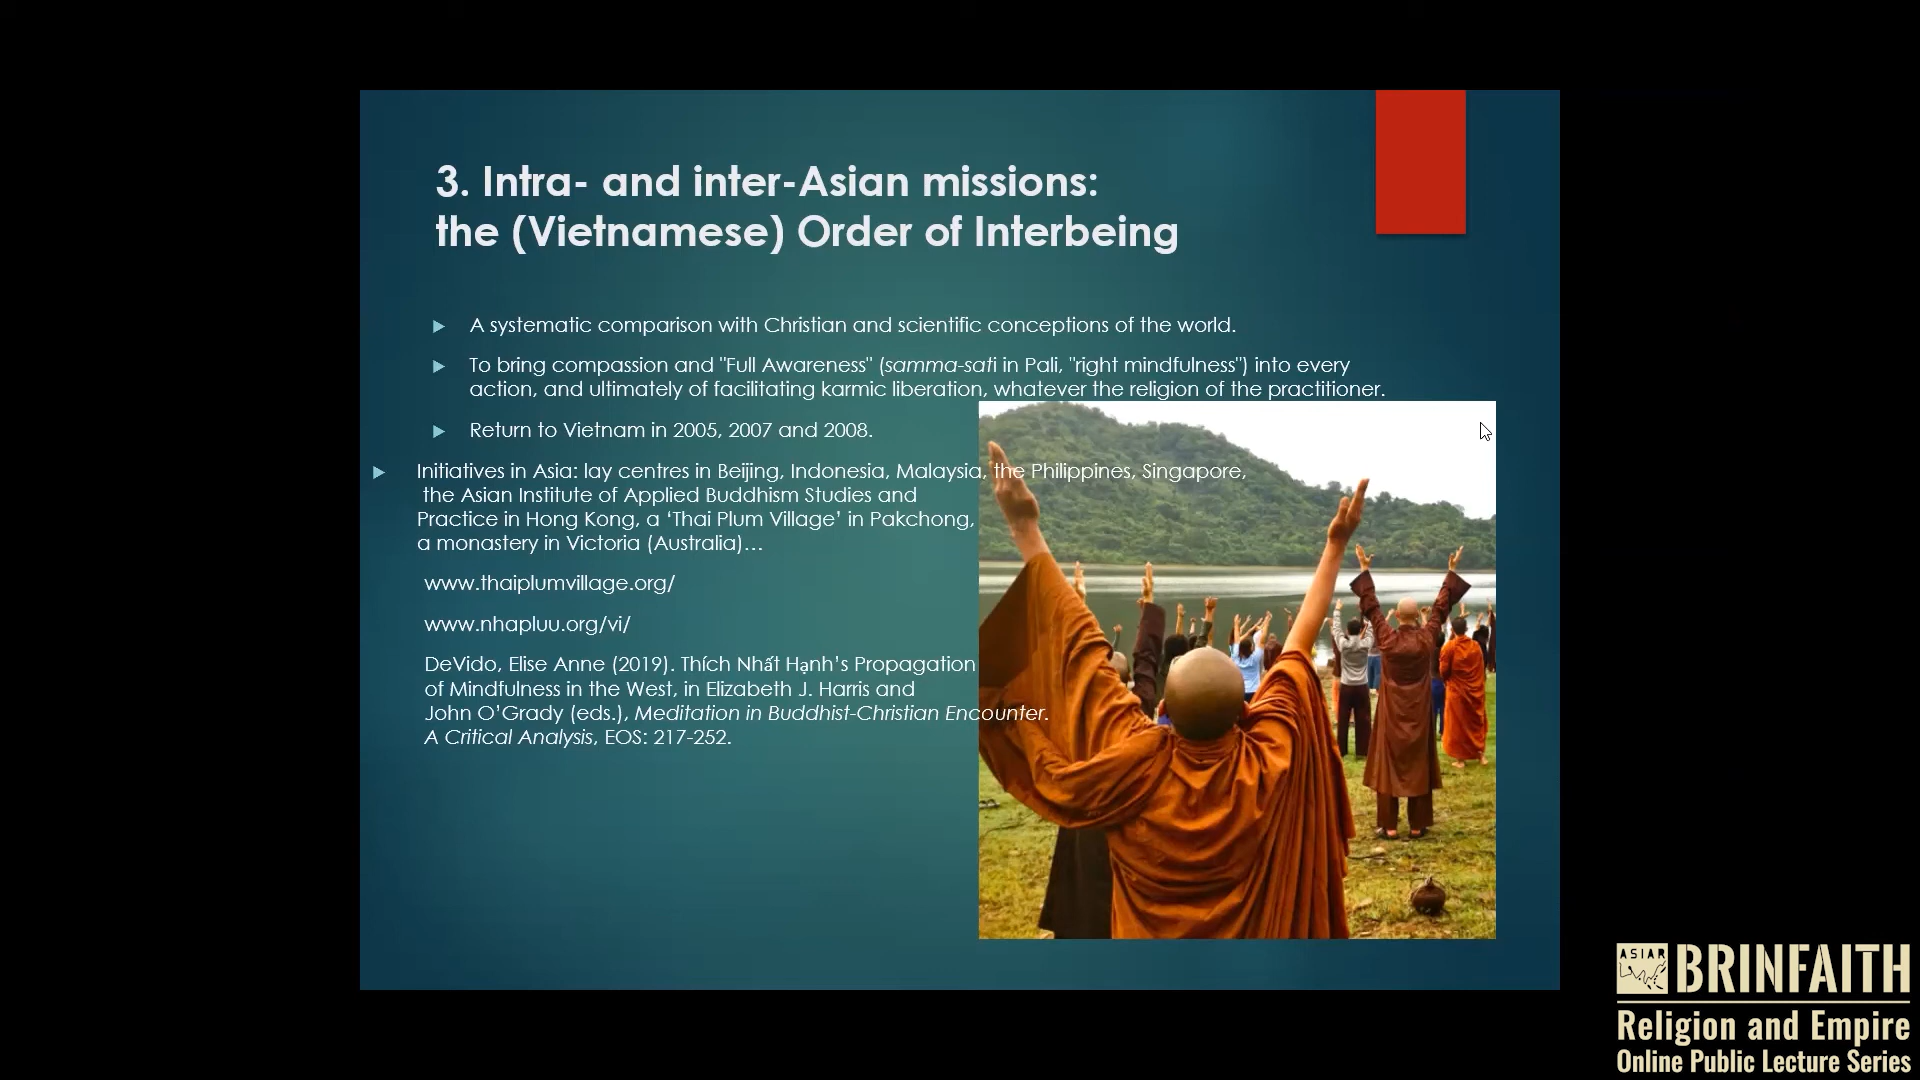 3. Intra- and inter-Asian missions:
the (Vietnamese) Order of Interbeing
A systematic comparison with Christian and scientific conceptions of the world.
To bring compassion and "Full Awareness" (samma-sati in Pali, "right mindfulness") into every
action, and ultimately of facilitating karmic liberation, whatever the religion of the practitioner.
Return to Vietnam in 2005, 2007 and 2008.
Initiatives in Asia: lay centres in Beijing, Indonesia, Malaysia, the Philippines, Singapore,
the Asian Institute of Applied Buddhism Studies and
Practice in Hong Kong, a ‘Thai Plum Village’ in Pakchong,
a monastery in Victoria (Australia)…
www.thaiplumvillage.org/
www.nhapluu.org/vi/
DeVido, Elise Anne (2019). Thích Nhất Hạnh’s Propagation
of Mindfulness in the West, in Elizabeth J. Harris and
John O’Grady (eds.), Meditation in Buddhist-Christian Encounter.
A Critical Analysis, EOS: 217-252.
ASIAR
BRINFAITH
Religion and Empire
Online Public Lecture Series